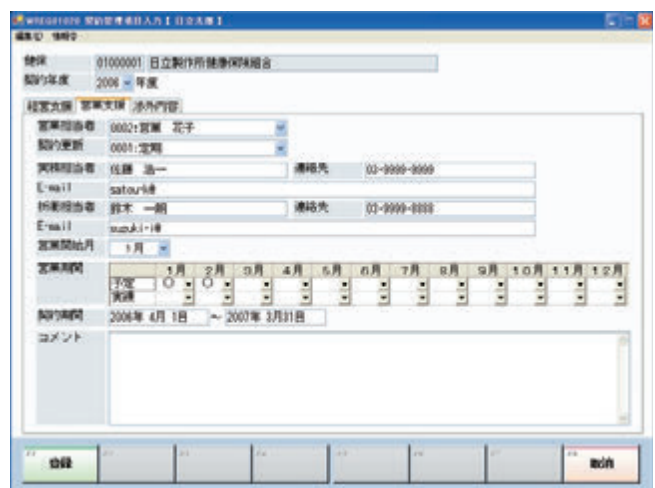 契約管理項目入力【日立太郎】
編集(E) 情報(I)
健保 01000001 日立製作所健康保険組合
契約年度 2006 年度
経営支援 営業支援 渉外内容
営業担当者 0002:営業 花子
契約更新 0001:定期
実務担当者 佐藤 浩一 連絡先 03-9999-9999
E-mail
折衝担当者 鈴木 一朗 連絡先 03-9999-8888
E-mail
営業開始月 1月
営業期間 1月 2月 3月 4月 5月 6月 7月 8月 9月 10月 11月 12月
予定 ○ ○
実績
契約期間 2006年 4月 1日 ～ 2007年 3月31日
コメント
登録 取消